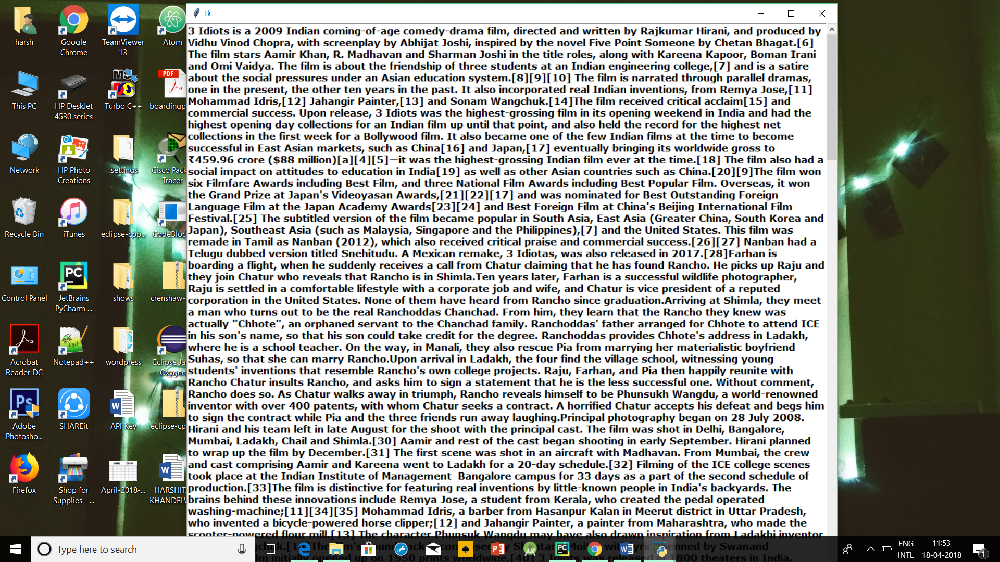 tk
3 Idiots is a 2009 Indian coming-of-age comedy-drama film, directed and written by Rajkumar Hirani, and produced by
Vidhu Vinod Chopra, with screenplay by Abhijat Joshi, inspired by the novel Five Point Someone by Chetan Bhagat.[6]
The film stars Aamir Khan, R. Madhavan and Sharman Joshi in the title roles, along with Kareena Kapoor, Boman Irani
and Omi Vaidya. The film is about the friendship of three students at an Indian engineering college,[7] and is a satire
about the social pressures under an Asian education system.[8][9][10] The film is narrated through parallel dramas,
one in the present, the other ten years in the past. It also incorporated real Indian inventions, from Remya Jose,[11]
Mohammad Idris,[12] Jahangir Painter,[13] and Sonam Wangchuk.[14]The film received critical acclaim[15] and
commercial success. Upon release, 3 Idiots was the highest-grossing film in its opening weekend in India and had the
highest opening day collections for an Indian film up until that point, and also held the record for the highest net
collections in the first week for a Bollywood film. It also became one of the few Indian films at the time to become
successful in East Asian markets, such as China[16] and Japan,[17] eventually bringing its worldwide gross to
₹459.96 crore ($88 million)[a][4][5]—it was the highest-grossing Indian film ever at the time.[18] The film also had a
social impact on attitudes to education in India[19] as well as other Asian countries such as China.[20][9]The film won
six Filmfare Awards including Best Film, and three National Film Awards including Best Popular Film. Overseas, it won
the Grand Prize at Japan's Videoyasan Awards,[21][22][17] and was nominated for Best Outstanding Foreign
Language Film at the Japan Academy Awards[23][24] and Best Foreign Film at China's Beijing International Film
Festival.[25] The subtitled version of the film became popular in South Asia, East Asia (Greater China, South Korea and
Japan), Southeast Asia (such as Malaysia, Singapore and the Philippines),[7] and the United States. This film was
remade in Tamil as Nanban (2012), which also received critical praise and commercial success.[26][27] Nanban had a
Telugu dubbed version titled Snehitudu. A Mexican remake, 3 Idiotas, was also released in 2017.[28]Farhan is
boarding a flight, when he suddenly receives a call from Chatur claiming that he has found Rancho. He picks up Raju and
they join Chatur who reveals that Rancho is in Shimla.Ten years later, Farhan is a successful wildlife photographer,
Raju is settled in a comfortable lifestyle with a corporate job and wife, and Chatur is vice president of a reputed
corporation in the United States. None of them have heard from Rancho since graduation.Arriving at Shimla, they meet
a man who turns out to be the real Ranchoddas Chanchad. From him, they learn that the Rancho they knew was
actually "Chhote", an orphaned servant to the Chanchad family. Ranchoddas' father arranged for Chhote to attend ICE
in his son's name, so that his son could take credit for the degree. Ranchoddas provides Chhote's address in Ladakh,
where he is a school teacher. On the way, in Manali, they also rescue Pia from marrying her materialistic boyfriend
Suhas, so that she can marry Rancho.Upon arrival in Ladakh, the four find the village school, witnessing young
students' inventions that resemble Rancho's own college projects. Raju, Farhan, and Pia then happily reunite with
Rancho Chatur insults Rancho, and asks him to sign a statement that he is the less successful one. Without comment,
Rancho does so. As Chatur walks away in triumph, Rancho reveals himself to be Phunsukh Wangdu, a world-renowned
inventor with over 400 patents, with whom Chatur seeks a contract. A horrified Chatur accepts his defeat and begs him
to sign the contract while Pia and the three friends run away laughing.Principal photography began on 28 July 2008.
Hirani and his team left in late August for the shoot with the principal cast. The film was shot in Delhi, Bangalore,
Mumbai, Ladakh, Chail and Shimla.[30] Aamir and rest of the cast began shooting in early September. Hirani planned
to wrap up the film by December.[31] The first scene was shot in an aircraft with Madhavan. From Mumbai, the crew
and cast comprising Aamir and Kareena went to Ladakh for a 20-day schedule.[32] Filming of the ICE college scenes
took place at the Indian Institute of Management  Bangalore campus for 33 days as a part of the second schedule of
production.[33]The film is distinctive for featuring real inventions by little-known people in India's backyards. The
brains behind these innovations include Remya Jose, a student from Kerala, who created the pedal operated
washing-machine;[11][34][35] Mohammad Idris, a barber from Hasanpur Kalan in Meerut district in Uttar Pradesh,
who invented a bicycle-powered horse clipper;[12] and Jahangir Painter, a painter from Maharashtra, who made the
scooter-powered flour mill.[13] The character Phunsuk Wangdu may have also drawn inspiration from Ladakhi inventor
initially opened up on 1550 prints worldwide.[40] 3 Idiots was released in 1800 theaters in India,
harsh
Google
Chrome
TeamViewer
13
Atom
This PC
HP DeskJet
4530 series
Turbo C++
boardingp
Network
HP Photo
Creations
.settings
Cisco Pack
Tracer
Recycle Bin
iTunes
eclipse-cpp...
CodeBloc
Control Panel
JetBrains
PyCharm ...
shows
crenshaw-
Acrobat
Reader DC
Notepad++
wordpress
Eclipse Ja
Oxygen
Adobe
Photosho...
SHAREit
API Key
eclipse-cp
Firefox
Shop for
Supplies - ...
April-2018-...
HARSHIT
KHANDELW
Type here to search
ENG
INTL
11:53
18-04-2018
1